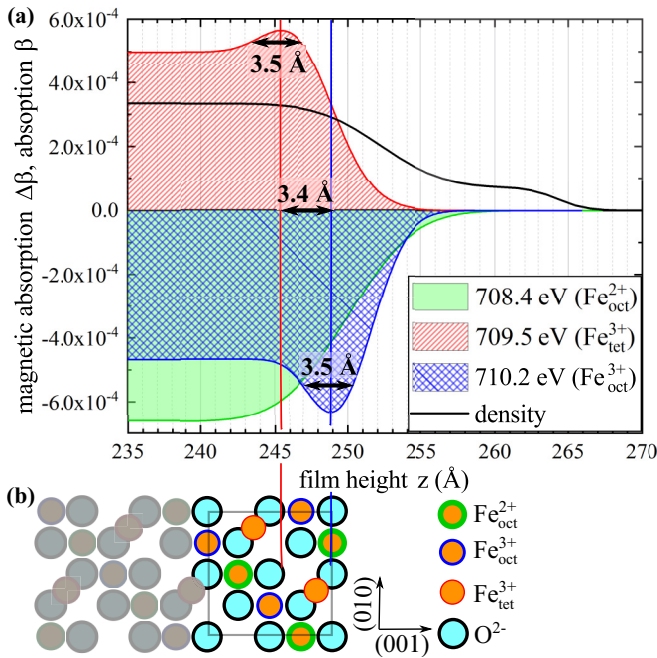 (a)
magnetic absorption Δβ, absoption β
6.0x10⁻⁴
4.0x10⁻⁴
2.0x10⁻⁴
0.0
-2.0x10⁻⁴
-4.0x10⁻⁴
-6.0x10⁻⁴
3.5 Å
3.4 Å
3.5 Å
708.4 eV (Fe²⁺oct)
709.5 eV (Fe³⁺tet)
710.2 eV (Fe³⁺oct)
density
235 240 245 250 255 260 265 270
film height z (Å)
(b)
Fe²⁺oct
Fe³⁺oct
Fe³⁺tet
O²⁻
(010)
(001)